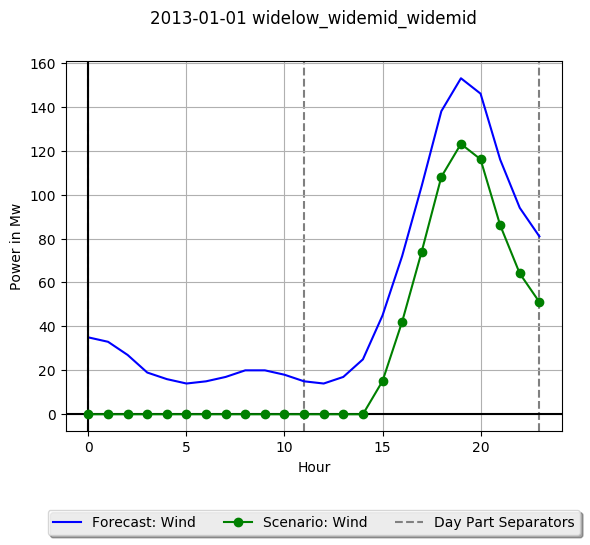 2013-01-01 widelow_widemid_widemid
Power in Mw
160
140
120
100
80
60
40
20
0
0 5 10 15 20
Hour
Forecast: Wind Scenario: Wind Day Part Separators